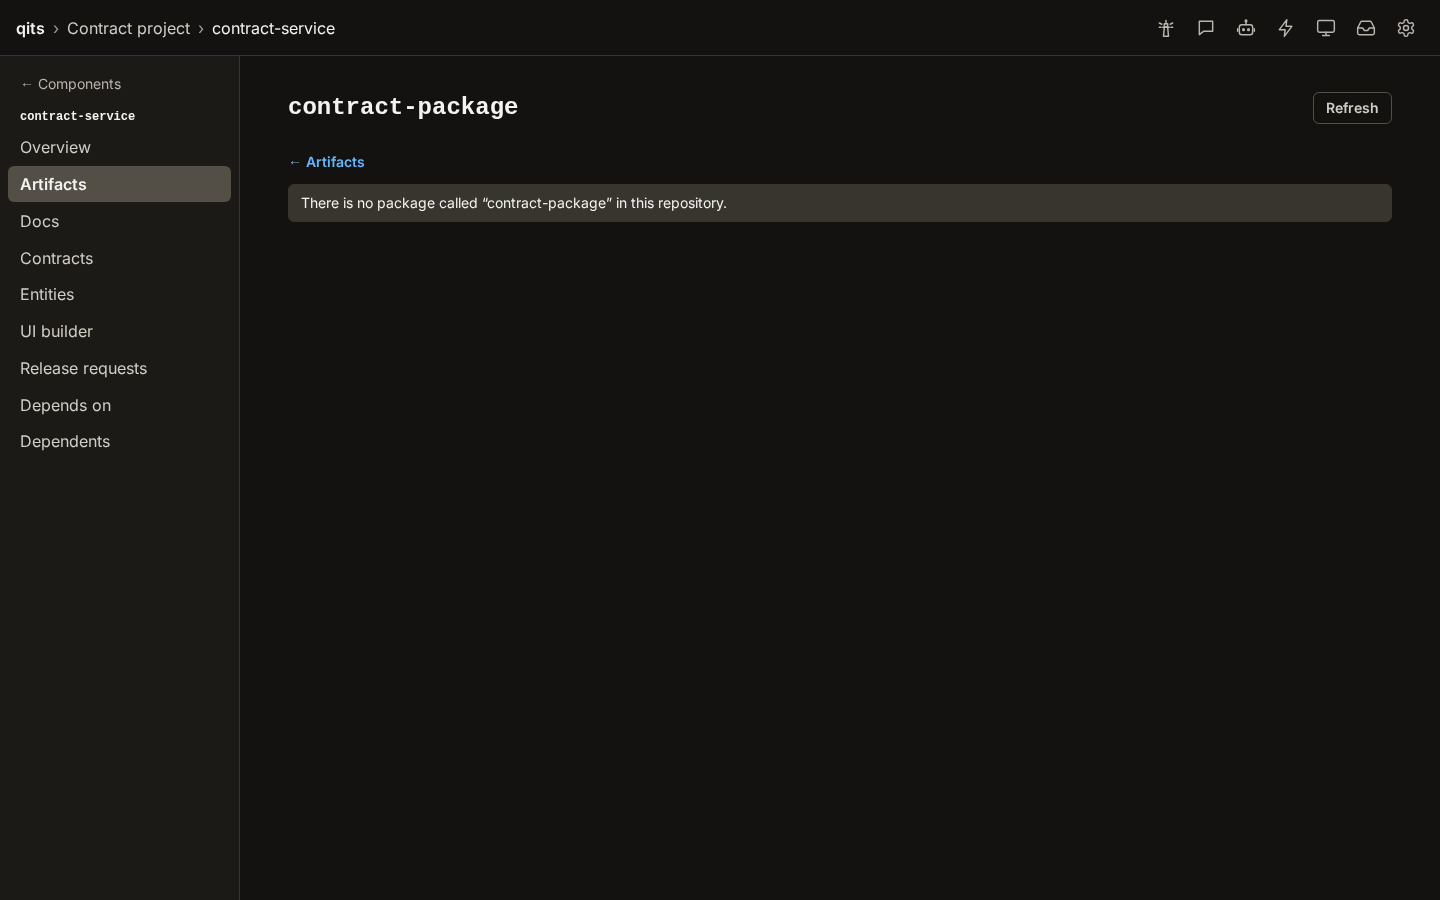 qits › Contract project › contract-service
← Components
contract-service
Overview
Artifacts
Docs
Contracts
Entities
UI builder
Release requests
Depends on
Dependents
contract-package
Refresh
← Artifacts
There is no package called “contract-package” in this repository.